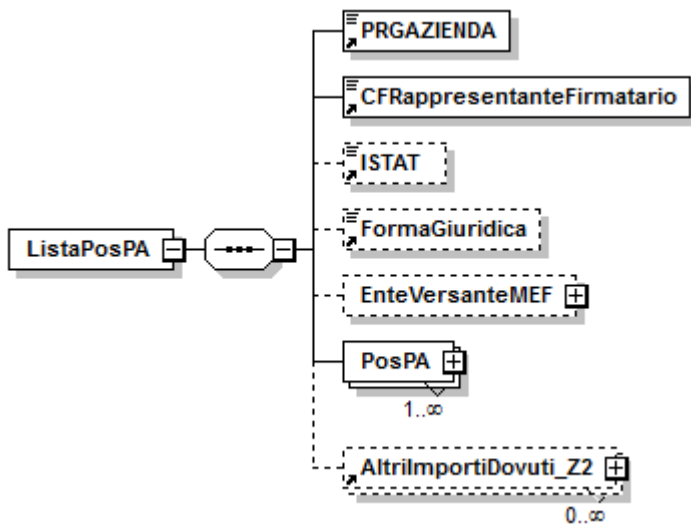 PRGAZIENDA
CFRappresentanteFirmatario
ISTAT
FormaGiuridica
ListaPosPA
EnteVersanteMEF
PosPA
1..∞
AltriImportiDovuti_Z2
0..∞